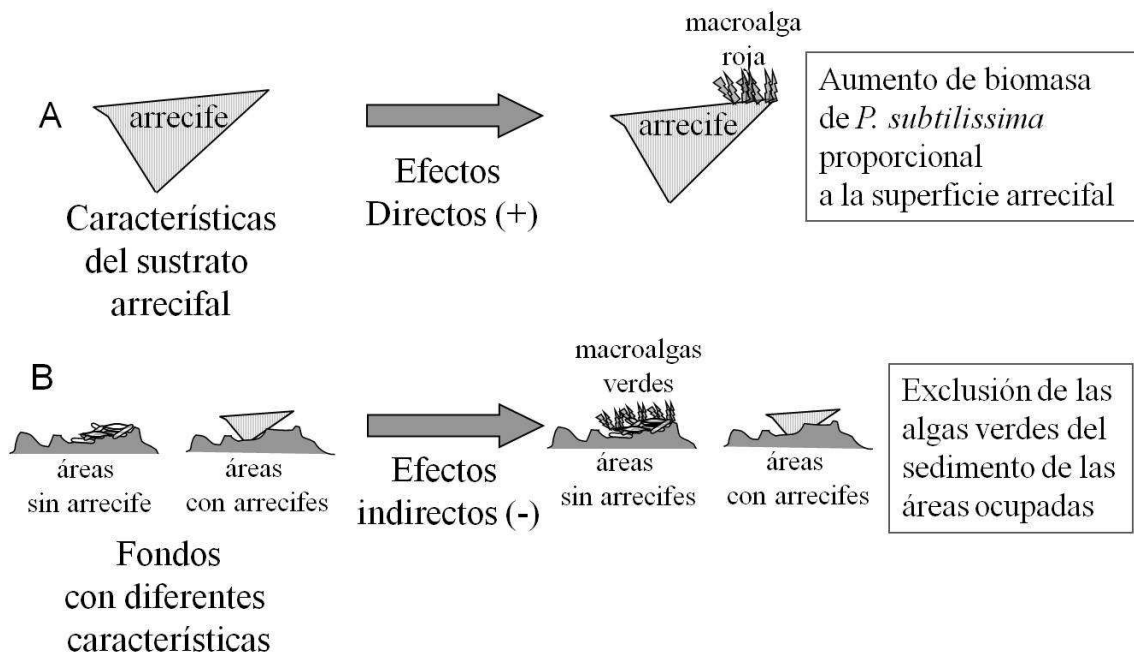 A
arrecife
Características
del sustrato
arrecifal
Efectos
Directos (+)
macroalga
roja
arrecife
Aumento de biomasa
de P. subtilissima
proporcional
a la superficie arrecifal
B
áreas
sin arrecife
áreas
con arrecifes
Fondos
con diferentes
características
Efectos
indirectos (-)
macroalgas
verdes
áreas
sin arrecifes
áreas
con arrecifes
Exclusión de las
algas verdes del
sedimento de las
áreas ocupadas